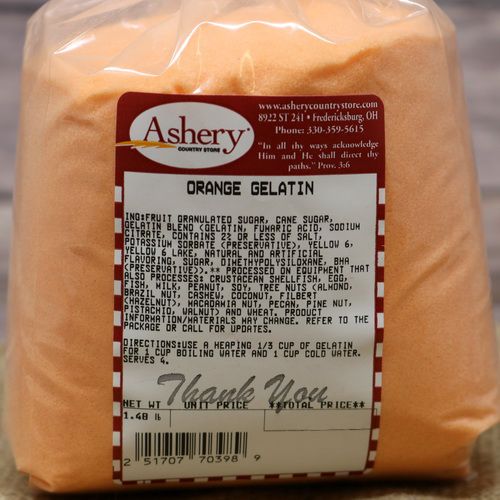 Ashery
COUNTRY STORE
www.asherycountrystore.com
8922 ST 241 • Fredericksburg, OH
Phone: 330-359-5615
"In all thy ways acknowledge
Him and He shall direct thy
paths." Prov. 3:6
ORANGE GELATIN
ING:FRUIT GRANULATED SUGAR, CANE SUGAR,
GELATIN BLEND (GELATIN, FUMARIC ACID, SODIUM
CITRATE, CONTAINS 2% OR LESS OF SALT,
POTASSIUM SORBATE (PRESERVATIVE), YELLOW 6,
YELLOW 6 LAKE, NATURAL AND ARTIFICIAL
FLAVORING, SUGAR, DIMETHYPOLYSILOXANE, BHA
(PRESERVATIVE)).** PROCESSED ON EQUIPMENT THAT
ALSO PROCESSES: CRUSTACEAN SHELLFISH, EGG,
FISH, MILK, PEANUT, SOY, TREE NUTS (ALMOND,
BRAZIL NUT, CASHEW, COCONUT, FILBERT
(HAZELNUT), MACADAMIA NUT, PECAN, PINE NUT,
PISTACHIO, WALNUT) AND WHEAT. PRODUCT
INFORMATION/MATERIALS MAY CHANGE. REFER TO THE
PACKAGE OR CALL FOR UPDATES.
DIRECTIONS:USE A HEAPING 1/3 CUP OF GELATIN
FOR 1 CUP BOILING WATER AND 1 CUP COLD WATER.
SERVES 4.
Thank You
NET WT UNIT PRICE **TOTAL PRICE**
1.48 lb
2 51707 70398 9